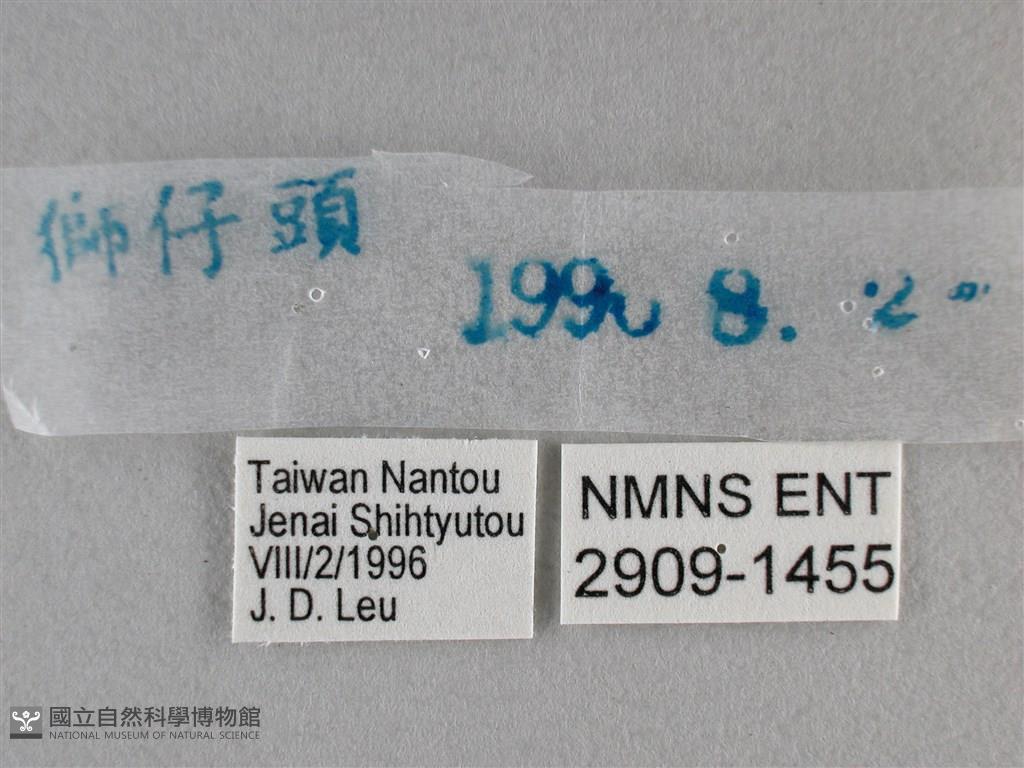 獅仔頭
1996 8. 2
Taiwan Nantou
Jenai Shihtyutou
VIII/2/1996
J. D. Leu
NMNS ENT
2909-1455
國立自然科學博物館
NATIONAL MUSEUM OF NATURAL SCIENCE